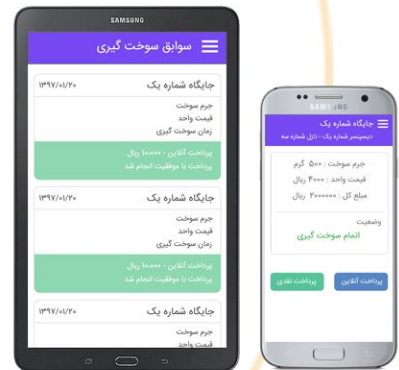 SAMSUNG
سوابق سوخت گیری
جایگاه شماره یک ۱۳۹۷/۰۱/۲۰
جرم سوخت
قیمت واحد
زمان سوخت گیری
پرداخت آنلاین - ۱۰،۰۰۰ ریال
پرداخت با موفقیت انجام شد
جایگاه شماره یک ۱۳۹۷/۰۱/۲۰
جرم سوخت
قیمت واحد
زمان سوخت گیری
پرداخت آنلاین - ۱۰،۰۰۰ ریال
پرداخت با موفقیت انجام شد
جایگاه شماره یک ۱۳۹۷/۰۱/۲۰
جرم سوخت
قیمت واحد
SAMSUNG
جایگاه شماره یک
دیسپنسر شماره یک - نازل شماره سه
جرم سوخت : ۵۰۰ گرم
قیمت واحد : ۴۰۰۰ ریال
مبلغ کل : ۲۰۰۰۰۰۰ ریال
وضعیت
اتمام سوخت گیری
پرداخت آنلاین
پرداخت نقدی